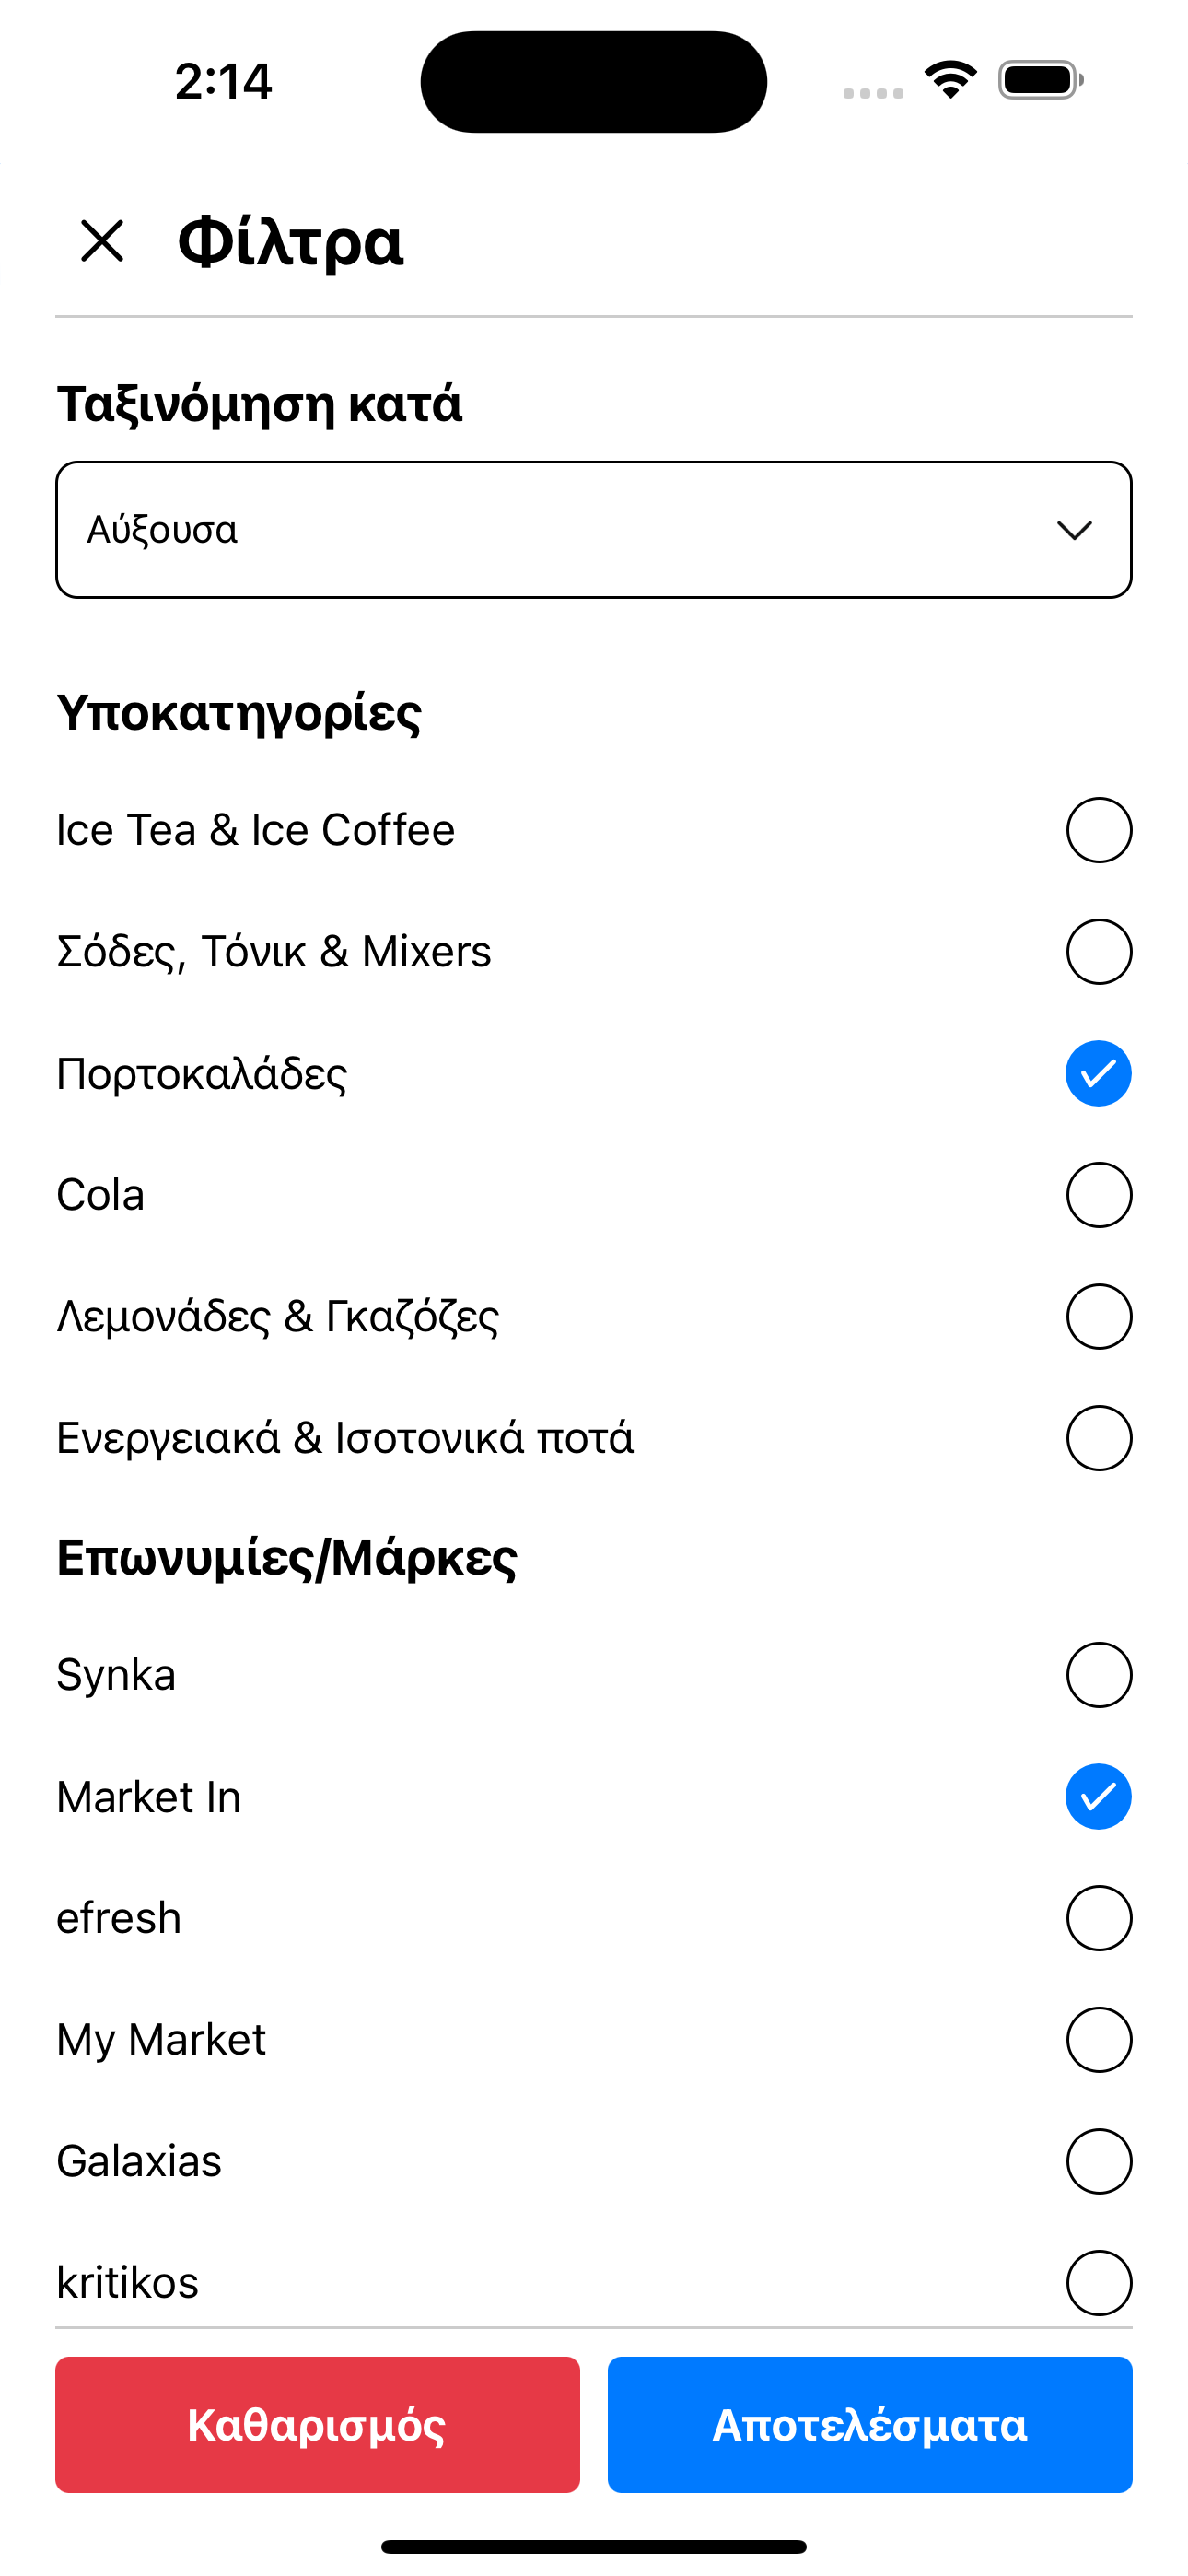 2:14
Φίλτρα
Ταξινόμηση κατά
Αύξουσα
Υποκατηγορίες
Ice Tea & Ice Coffee
Σόδες, Τόνικ & Mixers
Πορτοκαλάδες
Cola
Λεμονάδες & Γκαζόζες
Ενεργειακά & Ισοτονικά ποτά
Επωνυμίες/Μάρκες
Synka
Market In
efresh
My Market
Galaxias
kritikos
Καθαρισμός
Αποτελέσματα